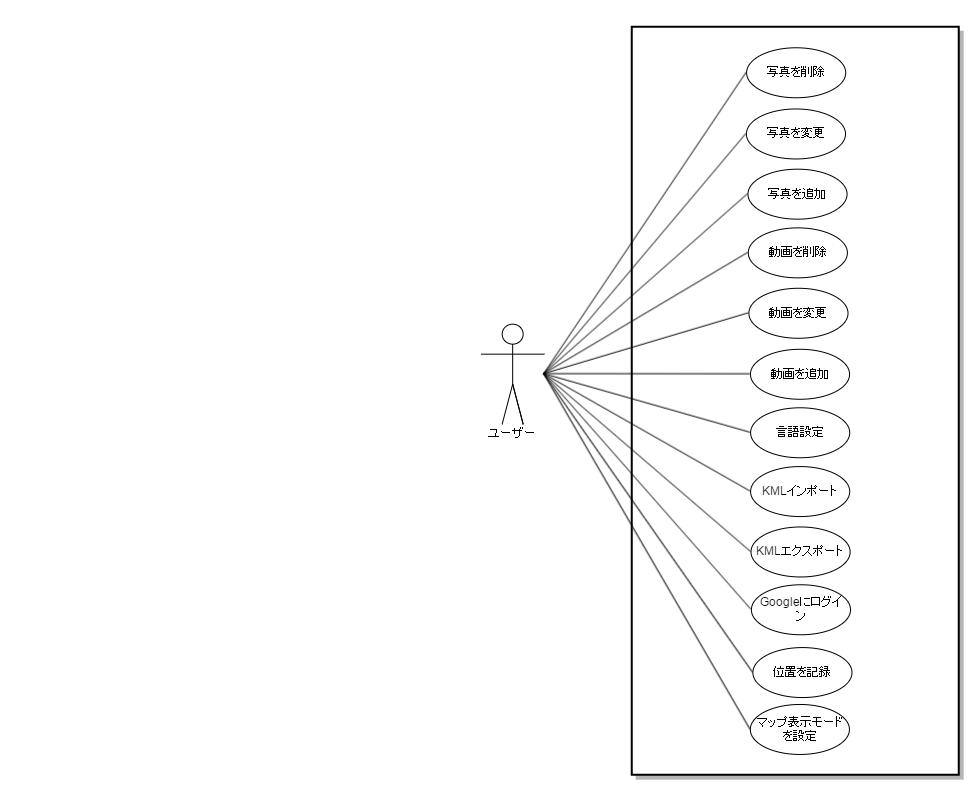 写真を削除
写真を変更
写真を追加
動画を削除
動画を変更
動画を追加
ユーザー
言語設定
KMLインポート
KMLエクスポート
Googleにログイ
ン
位置を記録
マップ表示モード
を設定